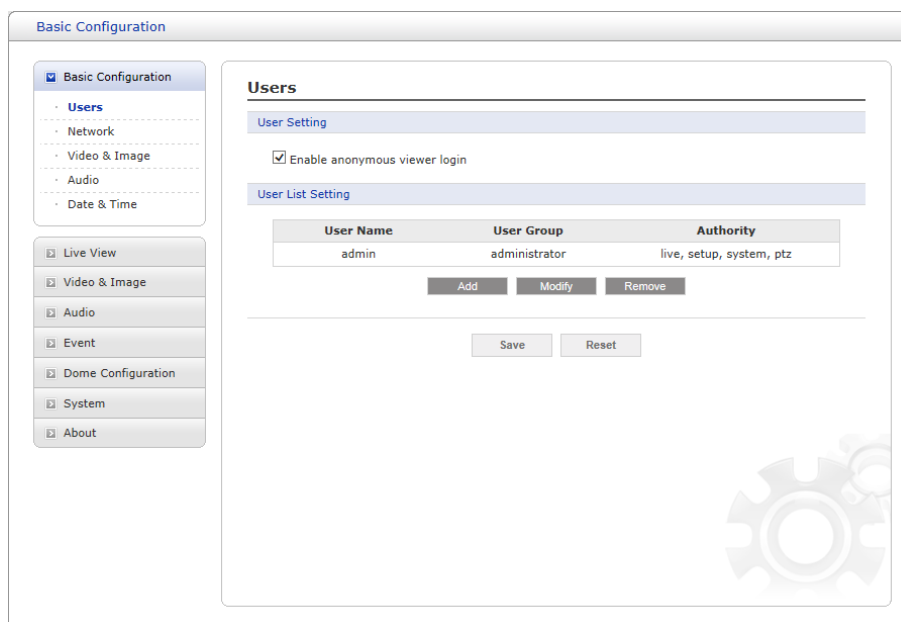 Basic Configuration
Basic Configuration
Users
Network
Video & Image
Audio
Date & Time
Live View
Video & Image
Audio
Event
Dome Configuration
System
About
Users
User Setting
Enable anonymous viewer login
User List Setting
User Name User Group Authority
admin administrator live, setup, system, ptz
Add Modify Remove
Save Reset